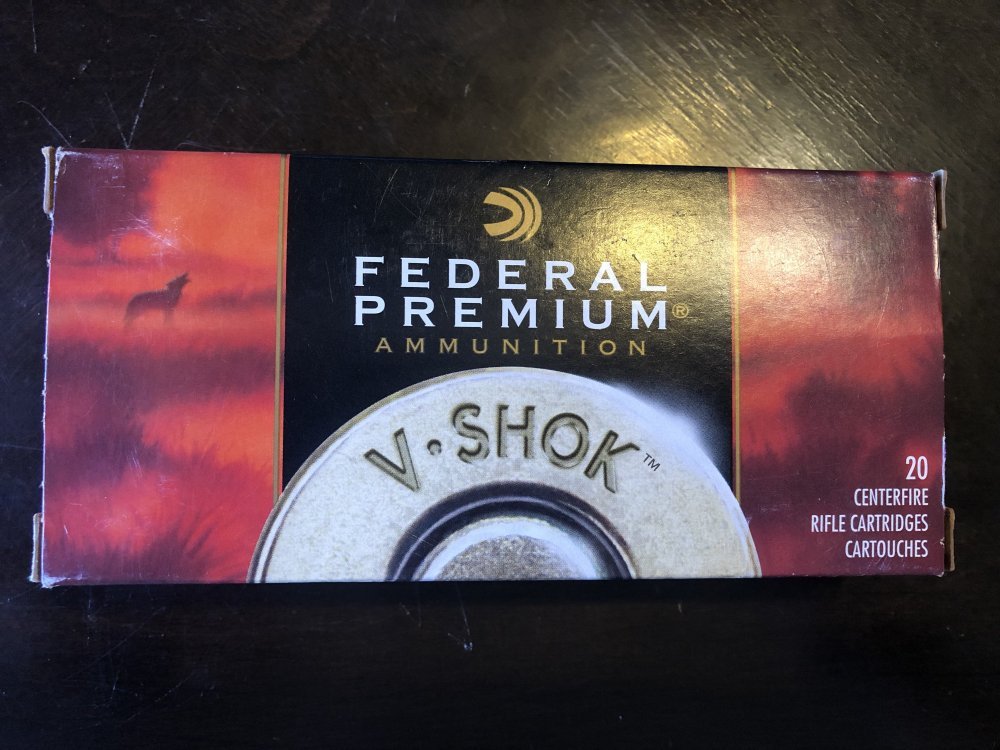 FEDERAL
PREMIUM®
AMMUNITION
V·SHOK™
20
CENTERFIRE
RIFLE CARTRIDGES
CARTOUCHES